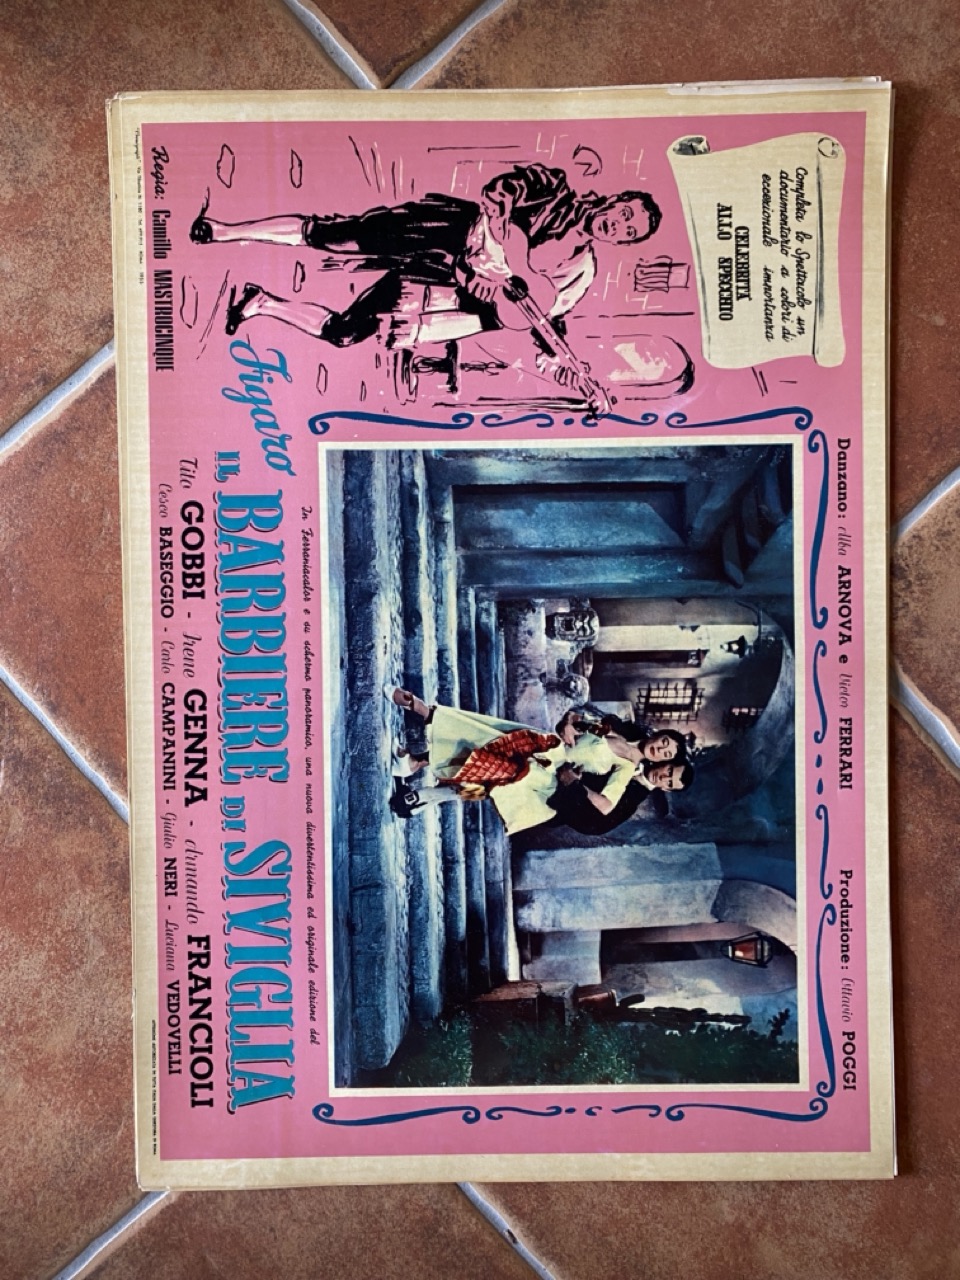 Completa lo Spettacolo un
documentario a colori di
eccezionale importanza
CELEBRITÀ
ALLO SPECCHIO
Danzano: Alba ARNOVA e Victor FERRARI
Produzione: Ottavio POGGI
In Ferraniacolor e su schermo panoramico, una nuova divertentissima ed originale edizione del
Figaro
IL BARBIERE DI SIVIGLIA
Tito GOBBI - Irene GENNA - Armando FRANCIOLI
Cesco BASEGGIO - Carlo CAMPANINI - Giulio NERI - Luciana VEDOVELLI
Regia: Camillo MASTROCINQUE